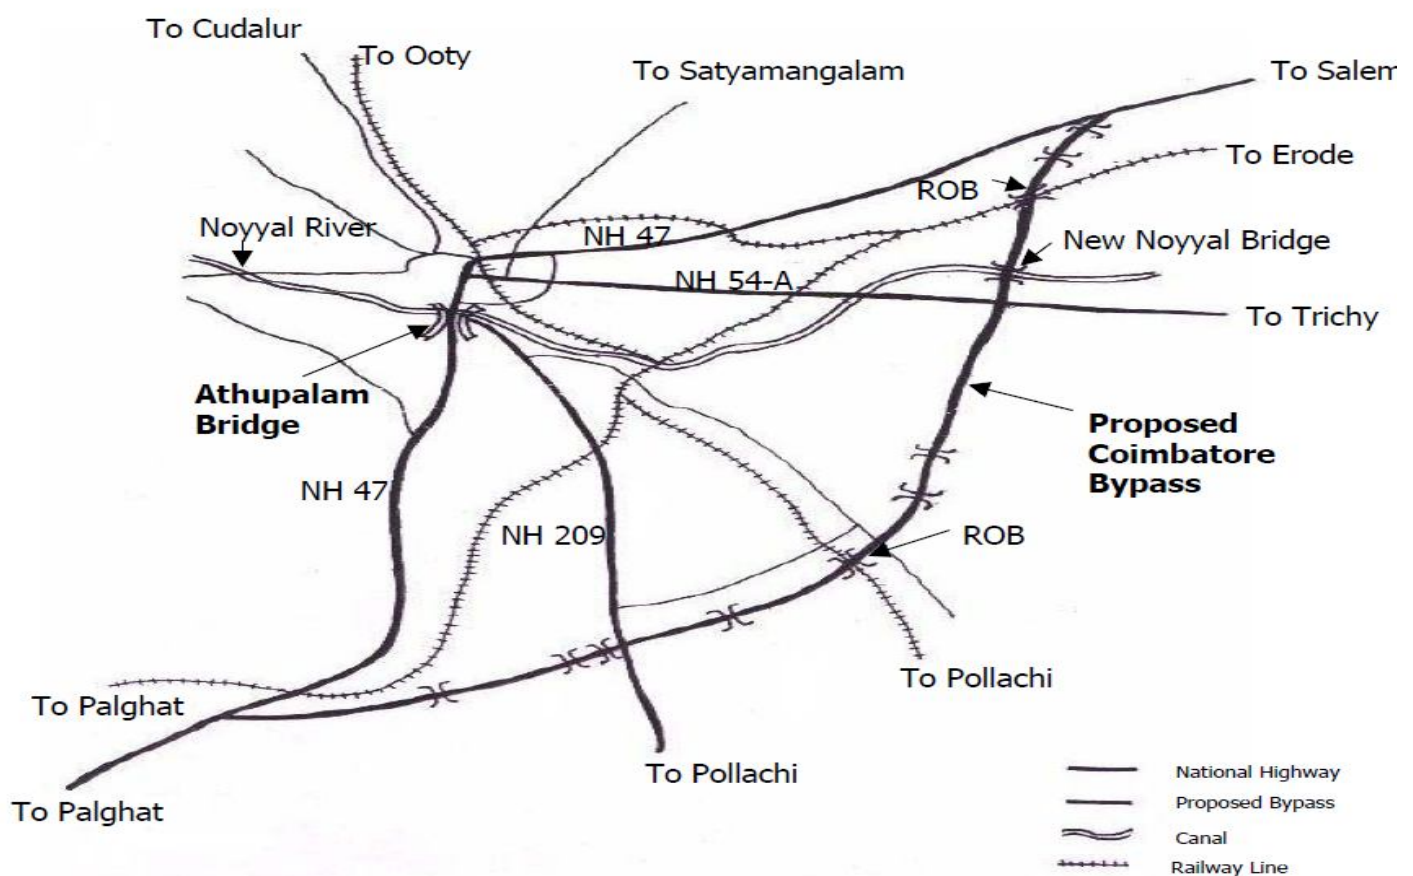 To Cudalur
To Ooty
To Satyamangalam
To Salem
To Erode
ROB
Noyyal River
NH 47
New Noyyal Bridge
NH 54-A
To Trichy
Athupalam
Bridge
Proposed
Coimbatore
Bypass
NH 47
NH 209
ROB
To Pollachi
To Palghat
To Pollachi
To Palghat
National Highway
Proposed Bypass
Canal
Railway Line